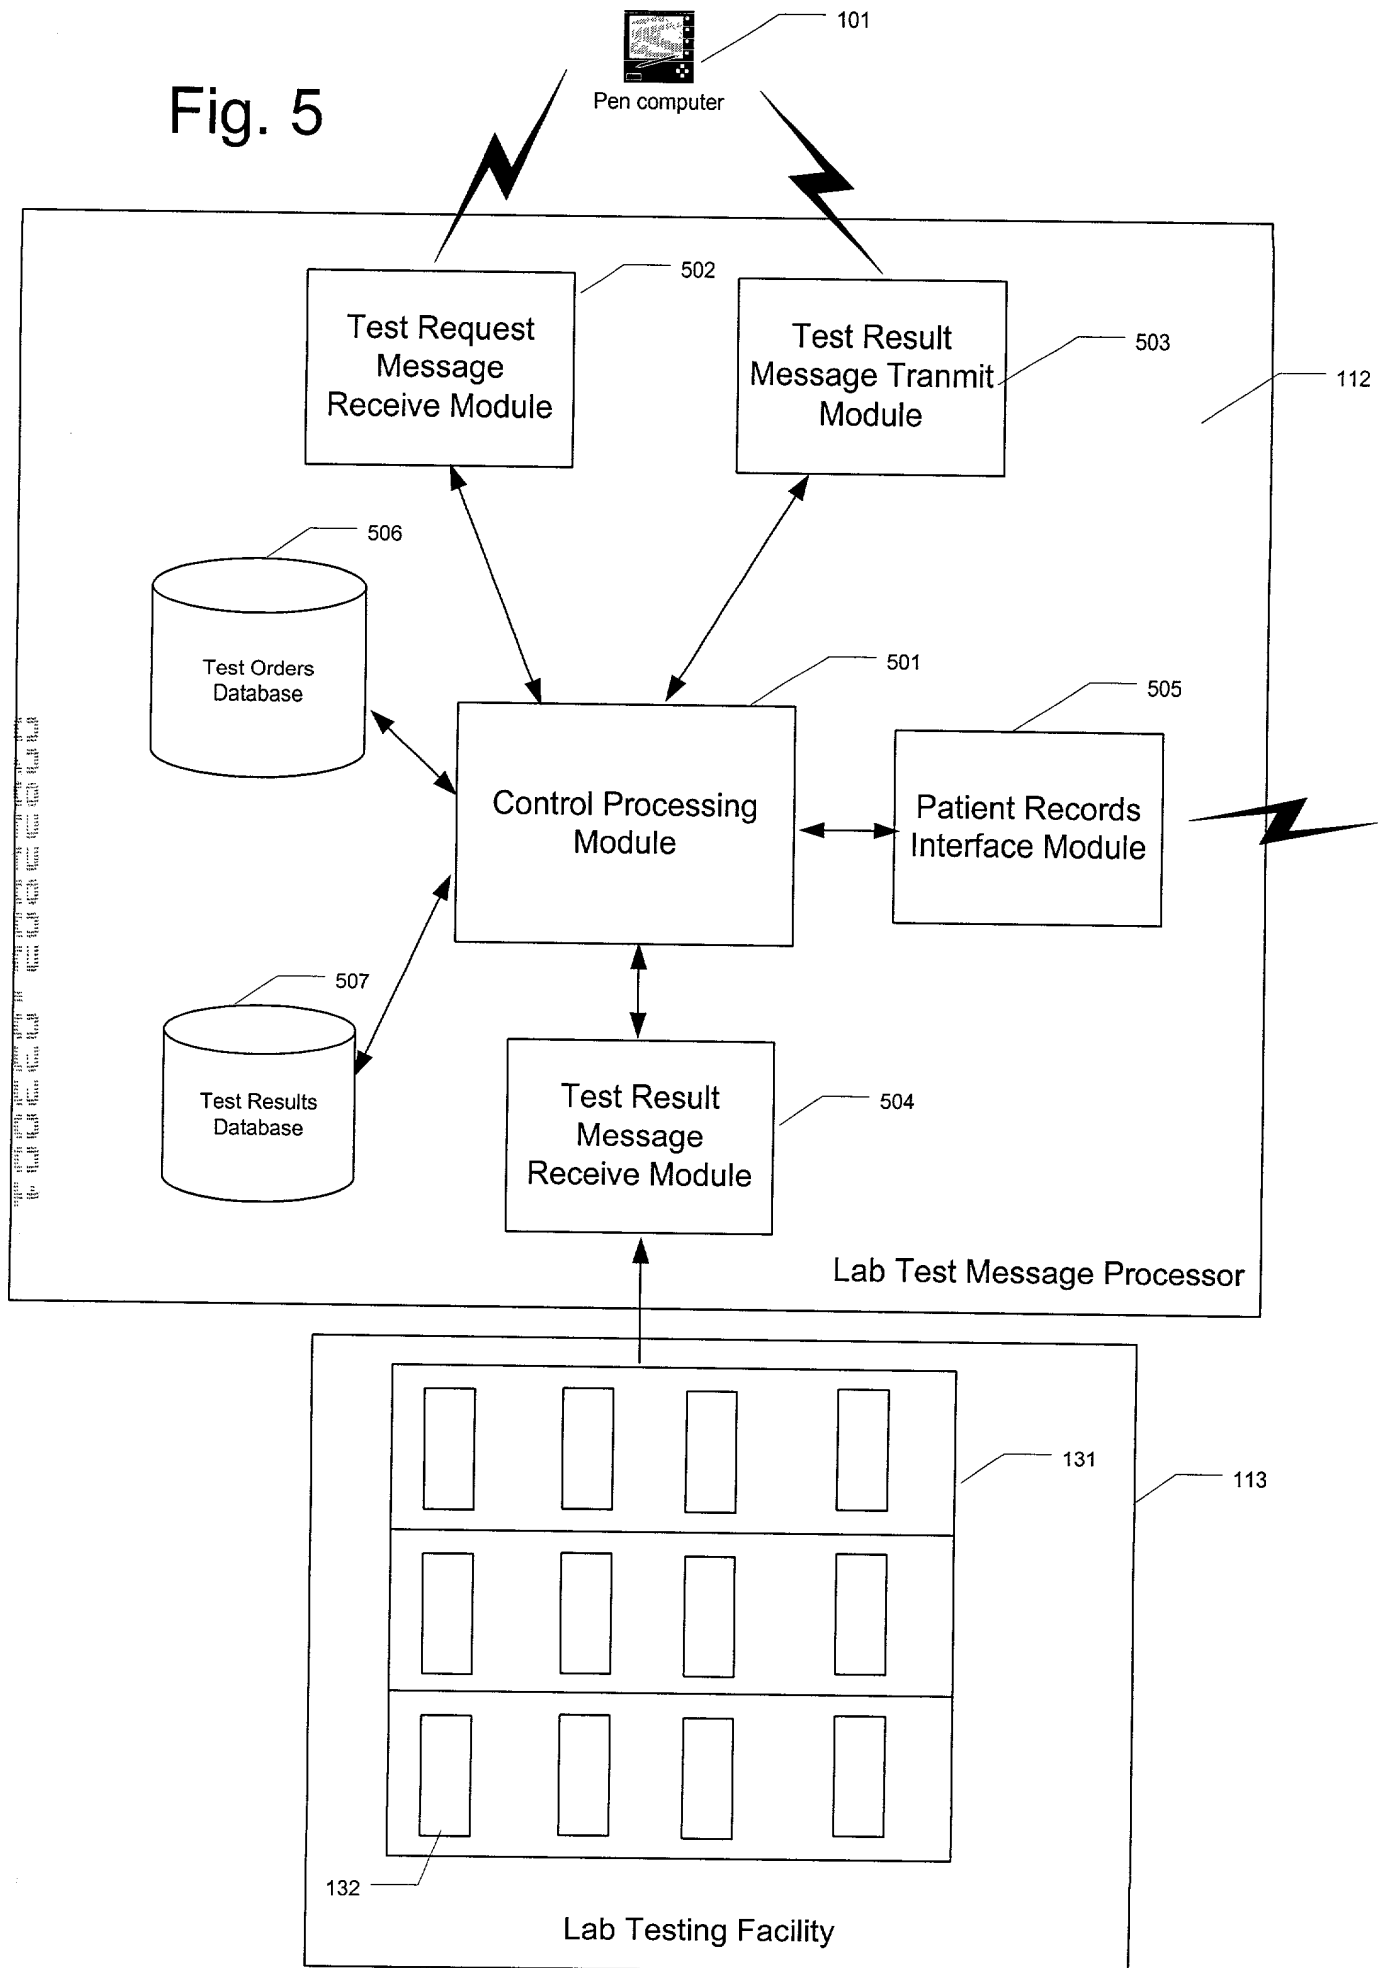 101
Pen computer
Fig. 5
502
Test Request
Message
Receive Module
Test Result
Message Tranmit
Module
503
112
506
Test Orders
Database
501
505
Control Processing
Module
Patient Records
Interface Module
507
Test Results
Database
Test Result
Message
Receive Module
504
Lab Test Message Processor
131
113
132
Lab Testing Facility